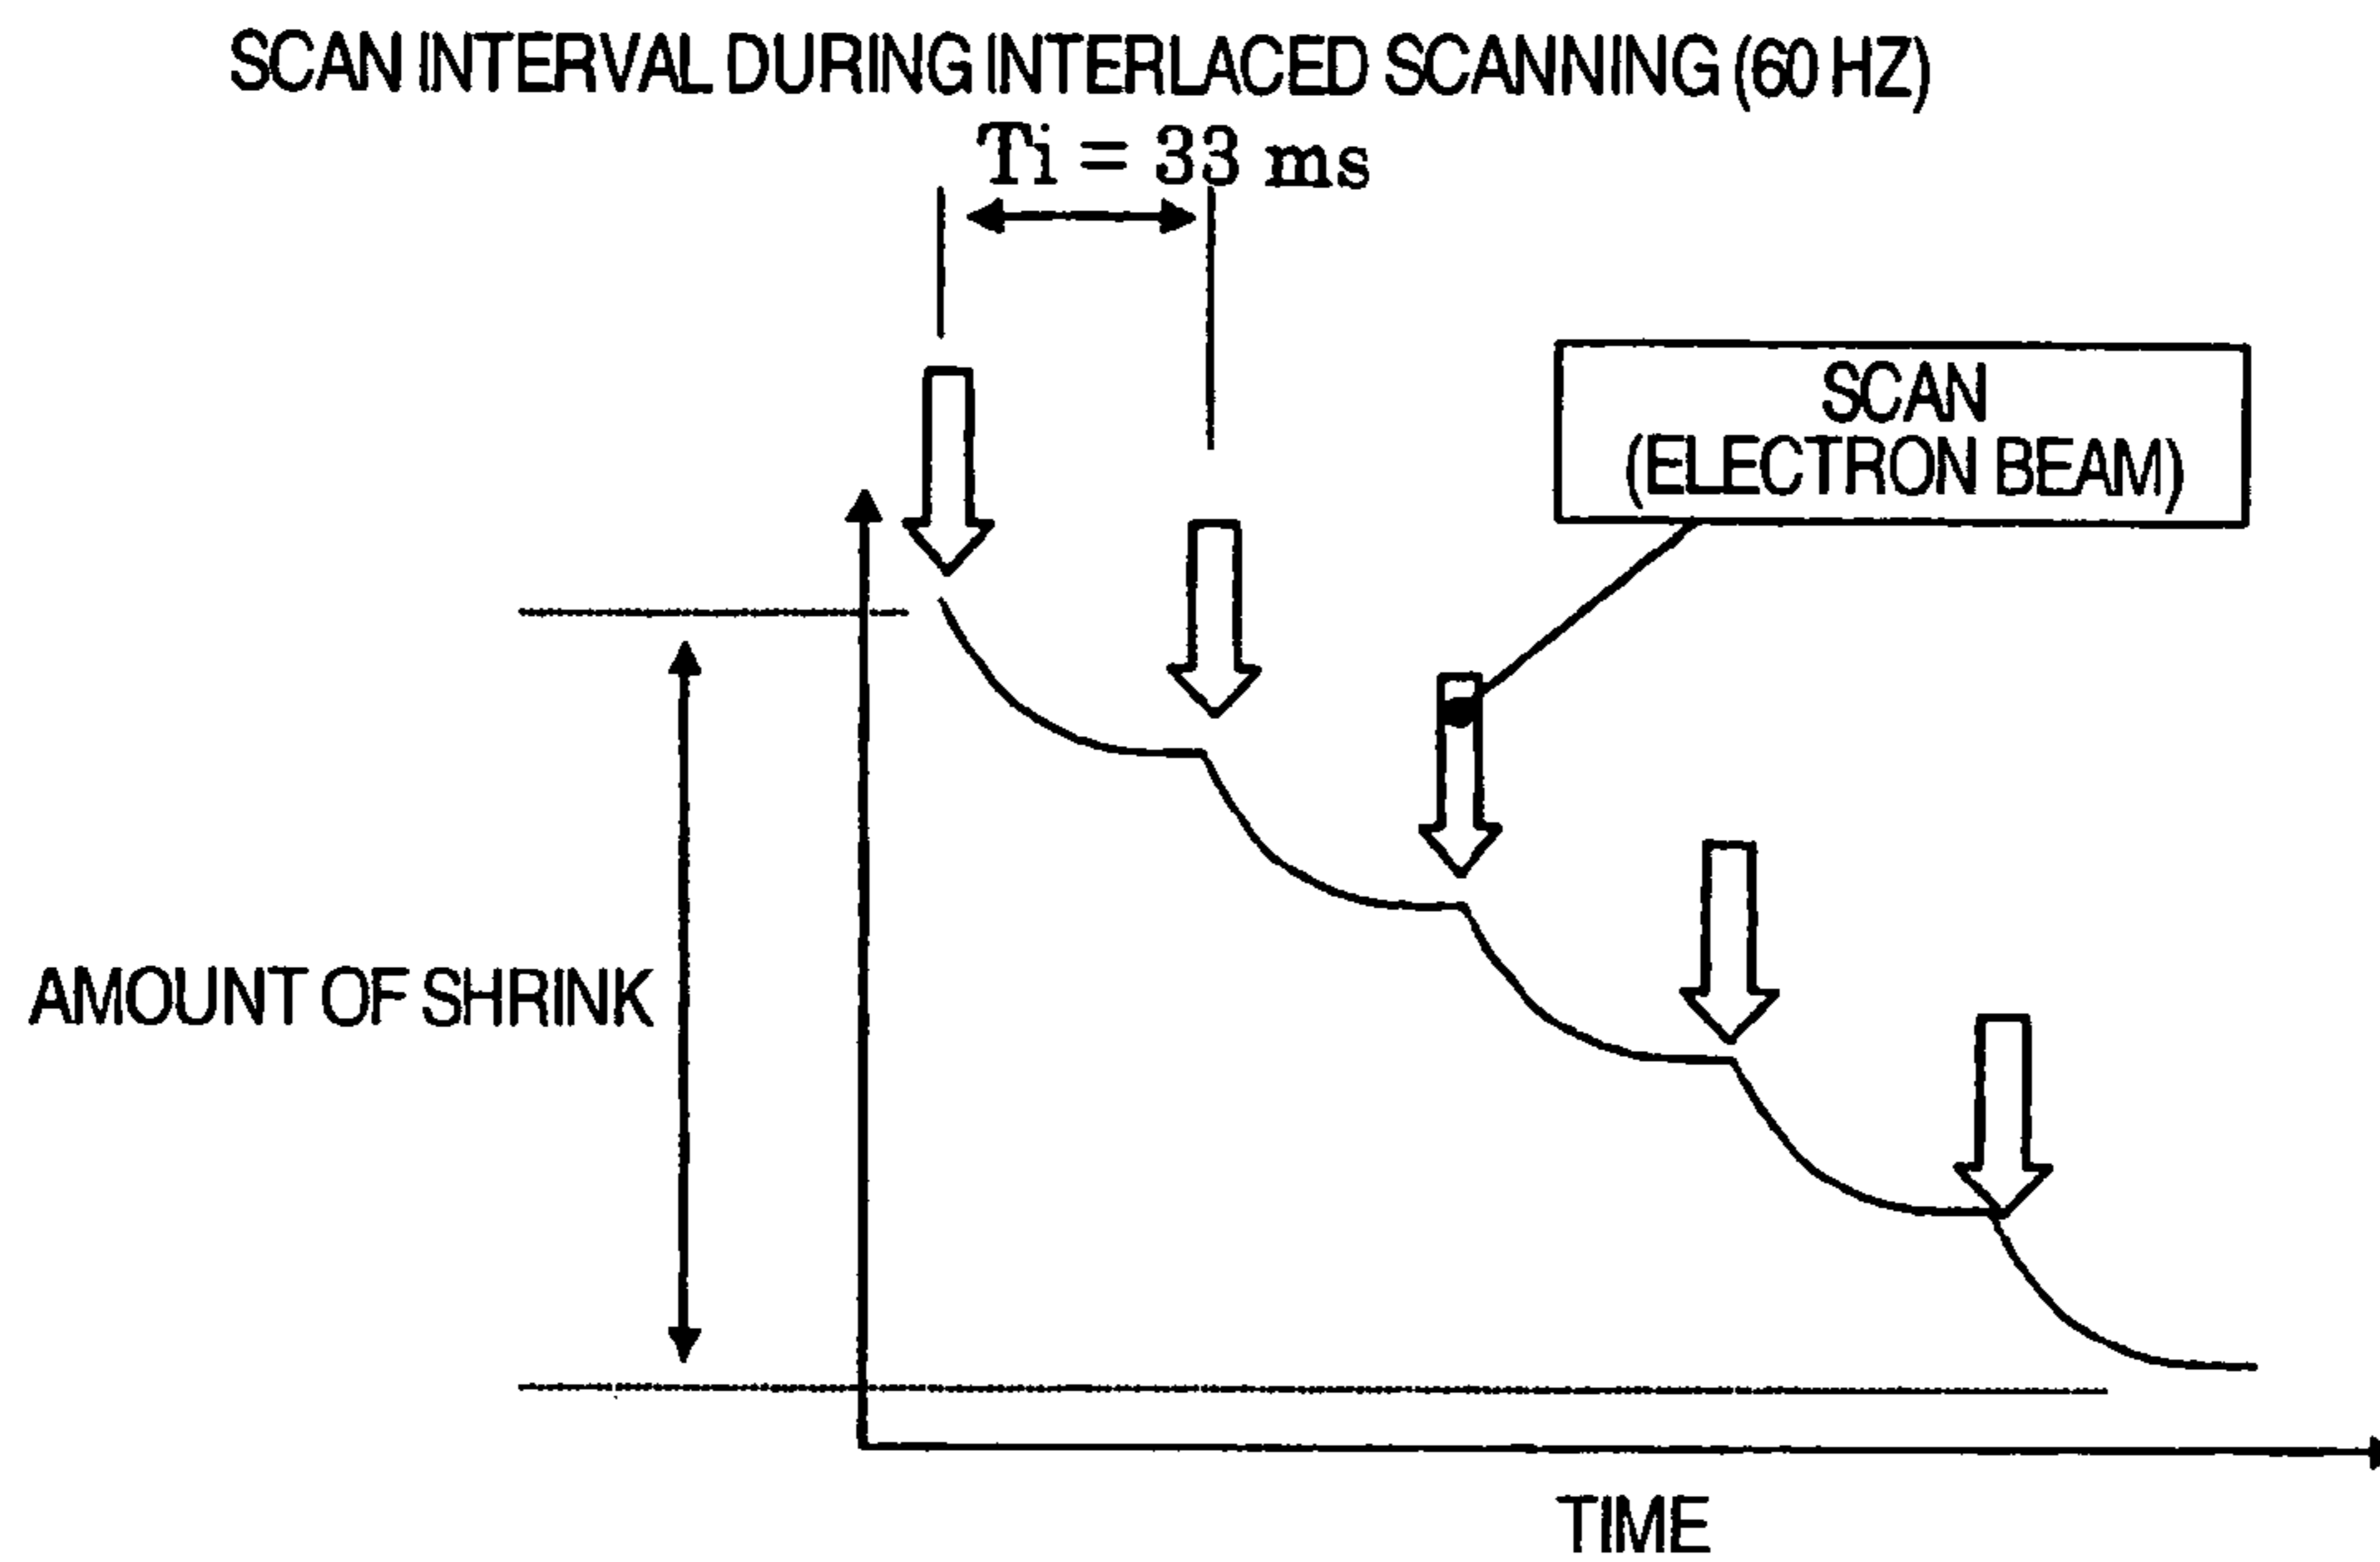 SCAN INTERVAL DURING INTERLACED SCANNING (60 HZ)
Ti = 33 ms
SCAN
(ELECTRON BEAM)
AMOUNT OF SHRINK
TIME